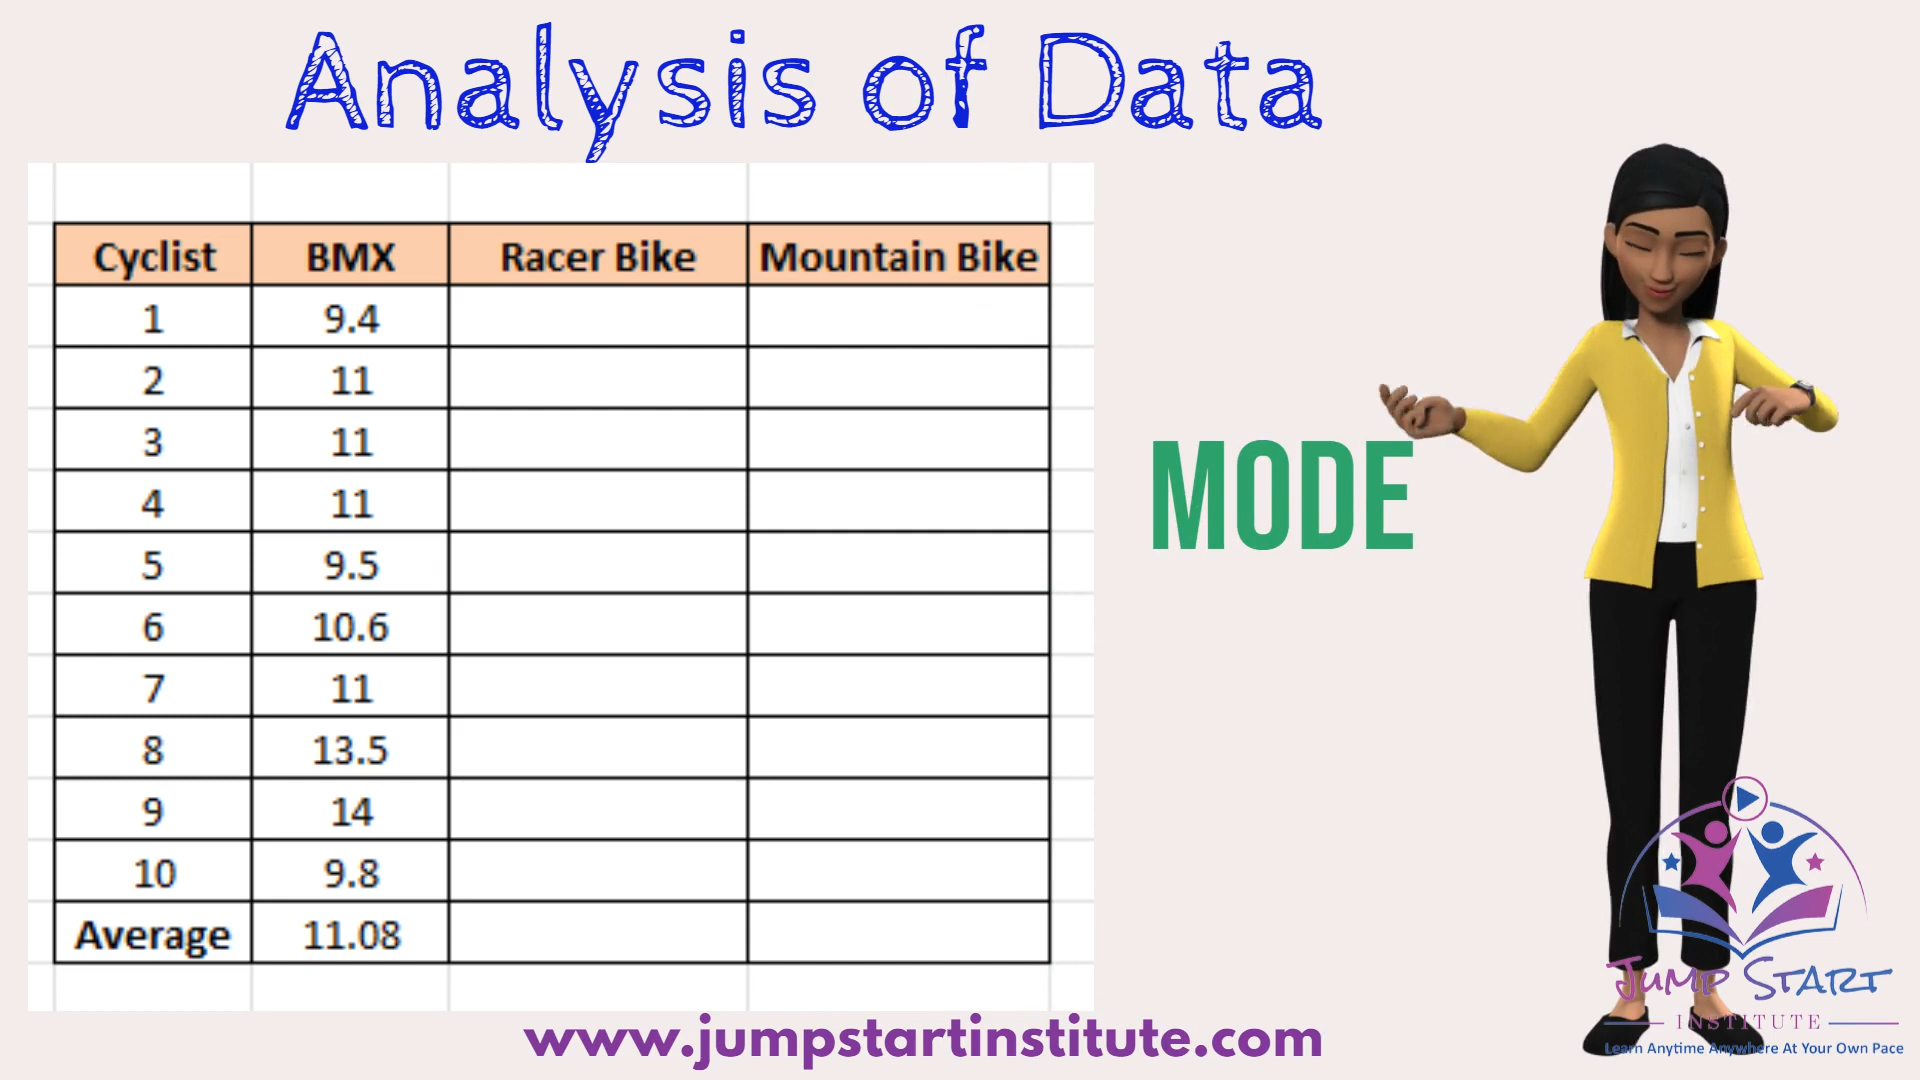 Analysis of Data
Cyclist BMX Racer Bike Mountain Bike
1 9.4
2 11
3 11
4 11
5 9.5
6 10.6
7 11
8 13.5
9 14
10 9.8
Average 11.08
MODE
Jump Start
INSTITUTE
Learn Anytime Anywhere At Your Own Pace
www.jumpstartinstitute.com